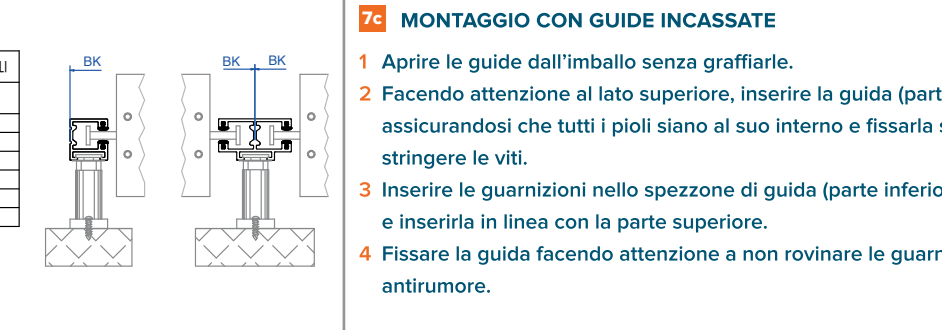 LI
BK
BK
BK
7c MONTAGGIO CON GUIDE INCASSATE
1 Aprire le guide dall'imballo senza graffiarle.
2 Facendo attenzione al lato superiore, inserire la guida (part
assicurandosi che tutti i pioli siano al suo interno e fissarla s
stringere le viti.
3 Inserire le guarnizioni nello spezzone di guida (parte inferio
e inserirla in linea con la parte superiore.
4 Fissare la guida facendo attenzione a non rovinare le guarn
antirumore.